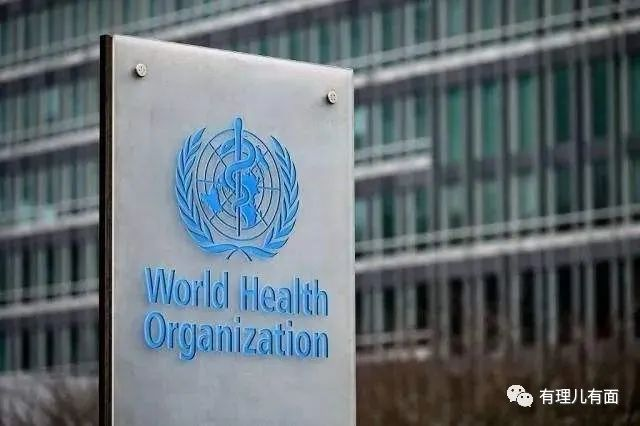 World Health
Organization
有理儿有面